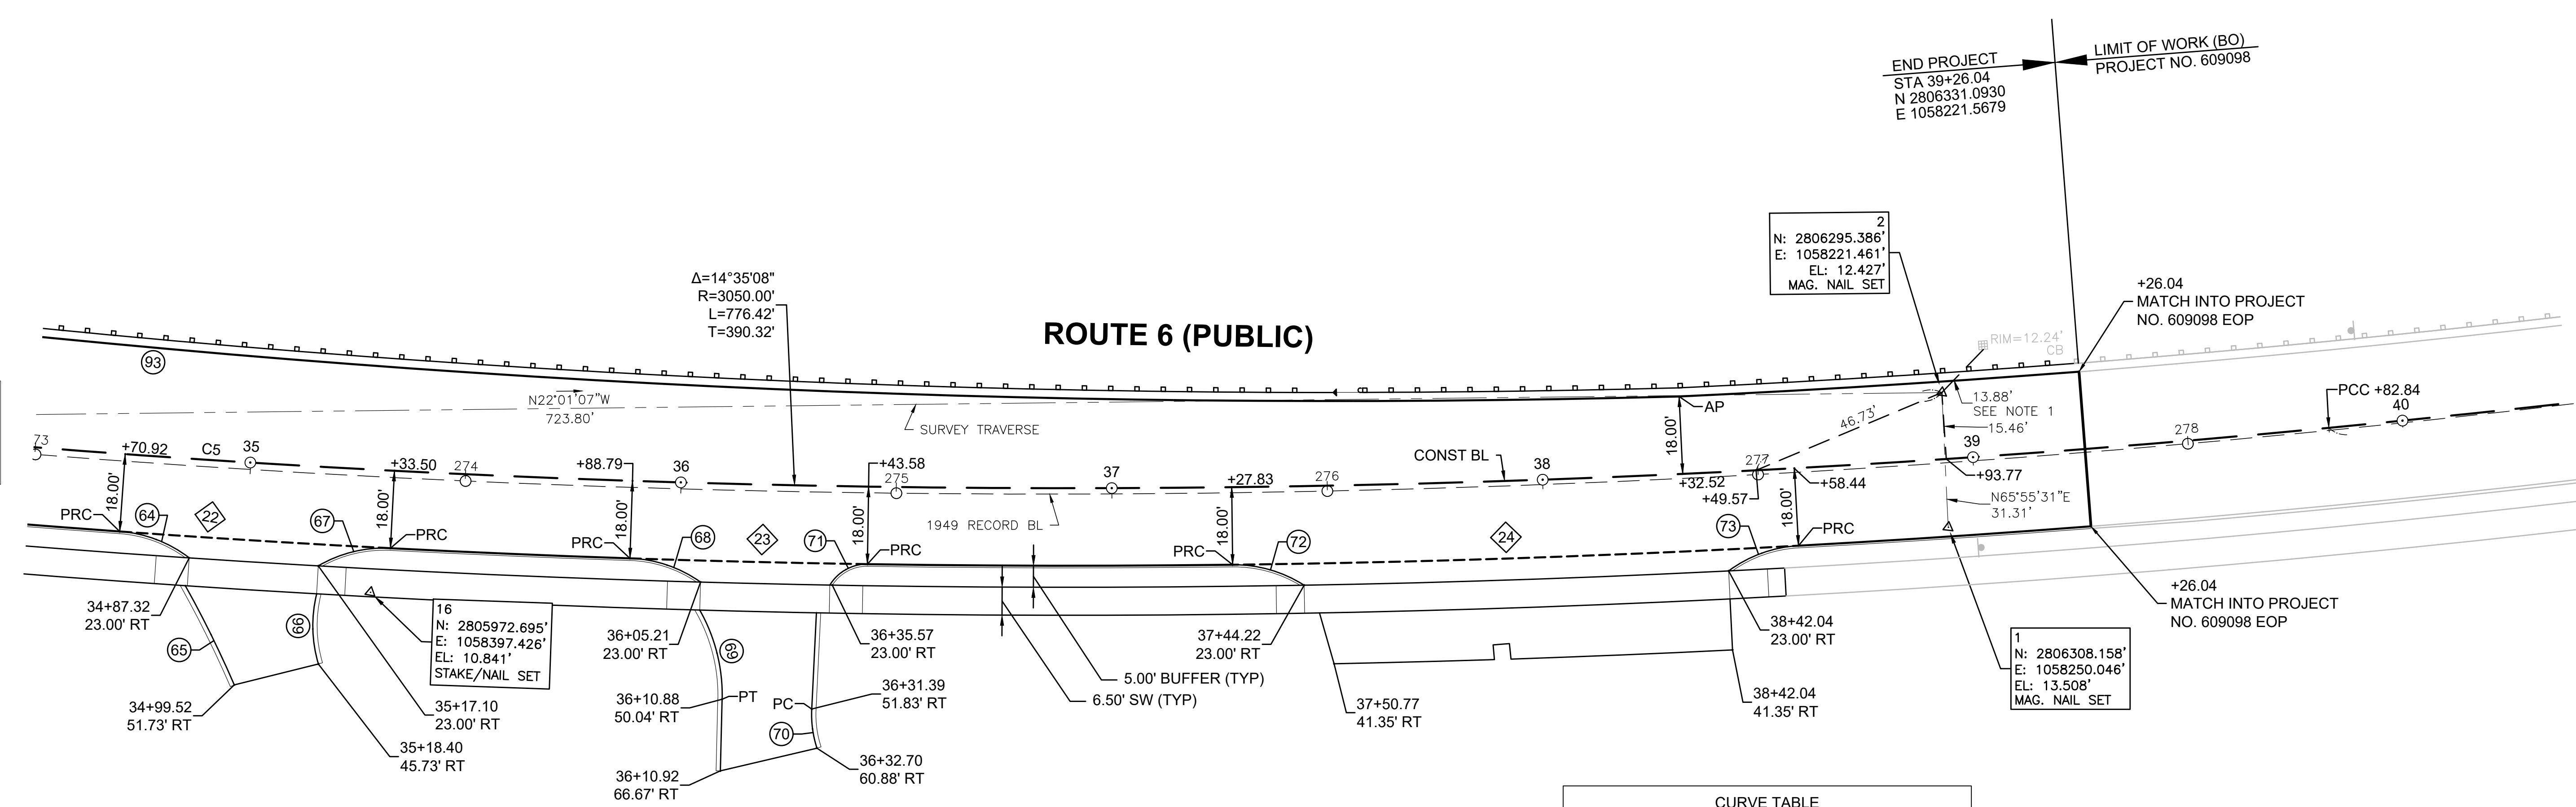 END PROJECT
STA 39+26.04
N 2806331.0930
E 1058221.5679
LIMIT OF WORK (BO)
PROJECT NO. 609098
2
N: 2806295.386'
E: 1058221.461'
EL: 12.427'
MAG. NAIL SET
Δ=14°35'08"
R=3050.00'
L=776.42'
T=390.32'
ROUTE 6 (PUBLIC)
+26.04
MATCH INTO PROJECT
NO. 609098 EOP
RIM=12.24'
CB
93
N22°01'07"W
723.80'
SURVEY TRAVERSE
AP
18.00'
46.73'
13.88'
SEE NOTE 1
15.46'
PCC +82.84
40
278
73
+70.92
C5
35
+33.50
274
+88.79
36
+43.58
275
37
+27.83
276
CONST BL
38
+32.52
277
+49.57
+58.44
39
+93.77
N65°55'31"E
31.31'
1949 RECORD BL
18.00'
18.00'
18.00'
18.00'
18.00'
18.00'
PRC
64
22
67
PRC
PRC
68
23
71
PRC
PRC
72
24
73
PRC
34+87.32
23.00' RT
65
66
34+99.52
51.73' RT
35+18.40
45.73' RT
35+17.10
23.00' RT
16
N: 2805972.695'
E: 1058397.426'
EL: 10.841'
STAKE/NAIL SET
36+05.21
23.00' RT
69
36+10.88
50.04' RT
PT
PC
70
36+10.92
66.67' RT
36+35.57
23.00' RT
36+31.39
51.83' RT
36+32.70
60.88' RT
5.00' BUFFER (TYP)
6.50' SW (TYP)
37+44.22
23.00' RT
37+50.77
41.35' RT
38+42.04
23.00' RT
38+42.04
41.35' RT
1
N: 2806308.158'
E: 1058250.046'
EL: 13.508'
MAG. NAIL SET
+26.04
MATCH INTO PROJECT
NO. 609098 EOP
CURVE TABLE